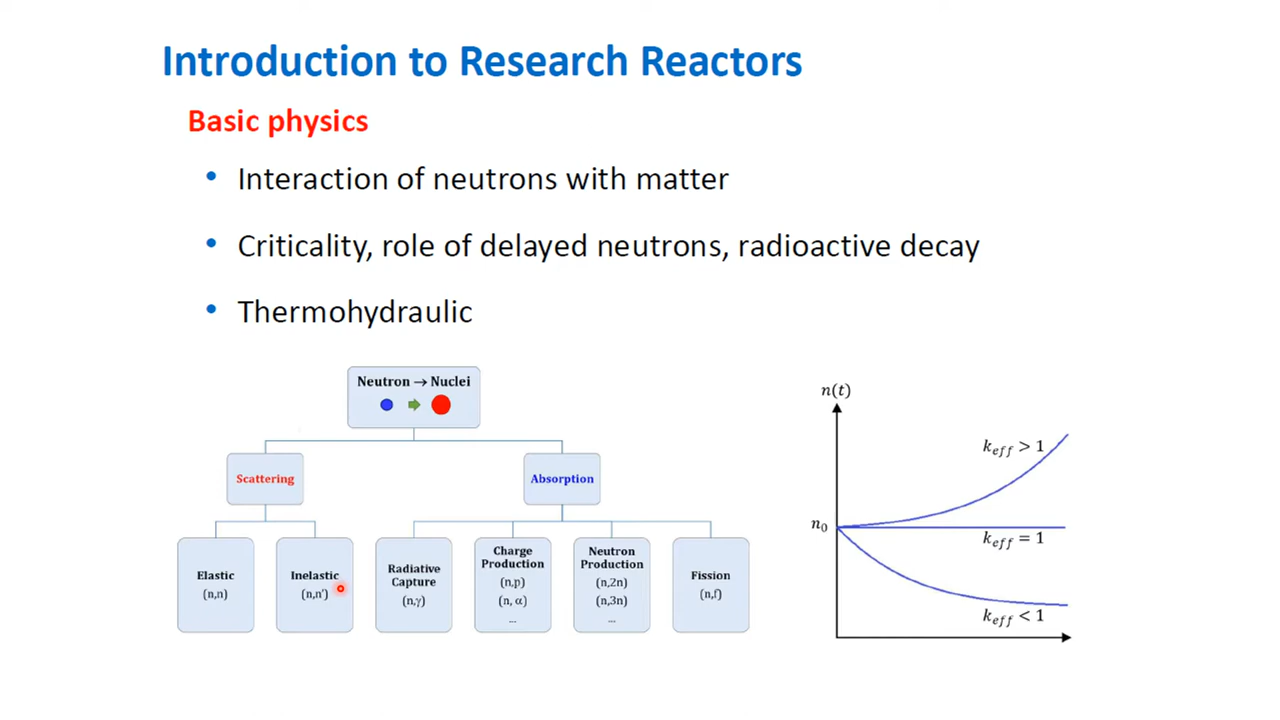 Introduction to Research Reactors
Basic physics
• Interaction of neutrons with matter
• Criticality, role of delayed neutrons, radioactive decay
• Thermohydraulic
Neutron → Nuclei
Scattering
Absorption
Elastic
(n,n)
Inelastic
(n,n')
Radiative
Capture
(n,γ)
Charge
Production
(n,p)
(n, α)
...
Neutron
Production
(n,2n)
(n,3n)
...
Fission
(n,f)
n(t)
n₀
k_eff > 1
k_eff = 1
k_eff < 1